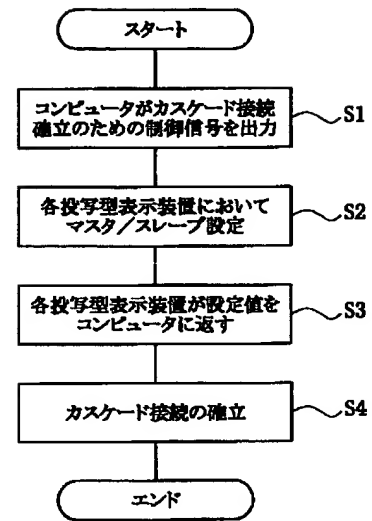 スタート
コンピュータがカスケード接続
確立のための制御信号を出力
S1
各投写型表示装置において
マスタ／スレーブ設定
S2
各投写型表示装置が設定値を
コンピュータに返す
S3
カスケード接続の確立
S4
エンド